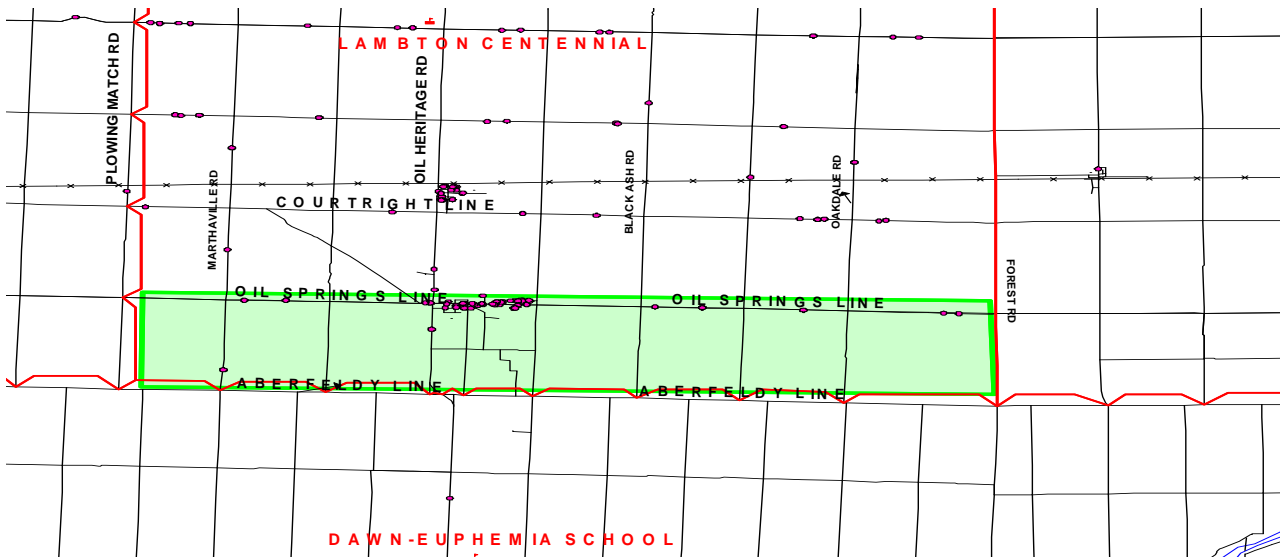 LAMBTON CENTENNIAL
PLOWING MATCH RD
OIL HERITAGE RD
MARTHAVILLE RD
BLACK ASH RD
OAKDALE RD
COURTRIGHT LINE
FOREST RD
OIL SPRINGS LINE
OIL SPRINGS LINE
ABERFELDY LINE
ABERFELDY LINE
DAWN-EUPHEMIA SCHOOL